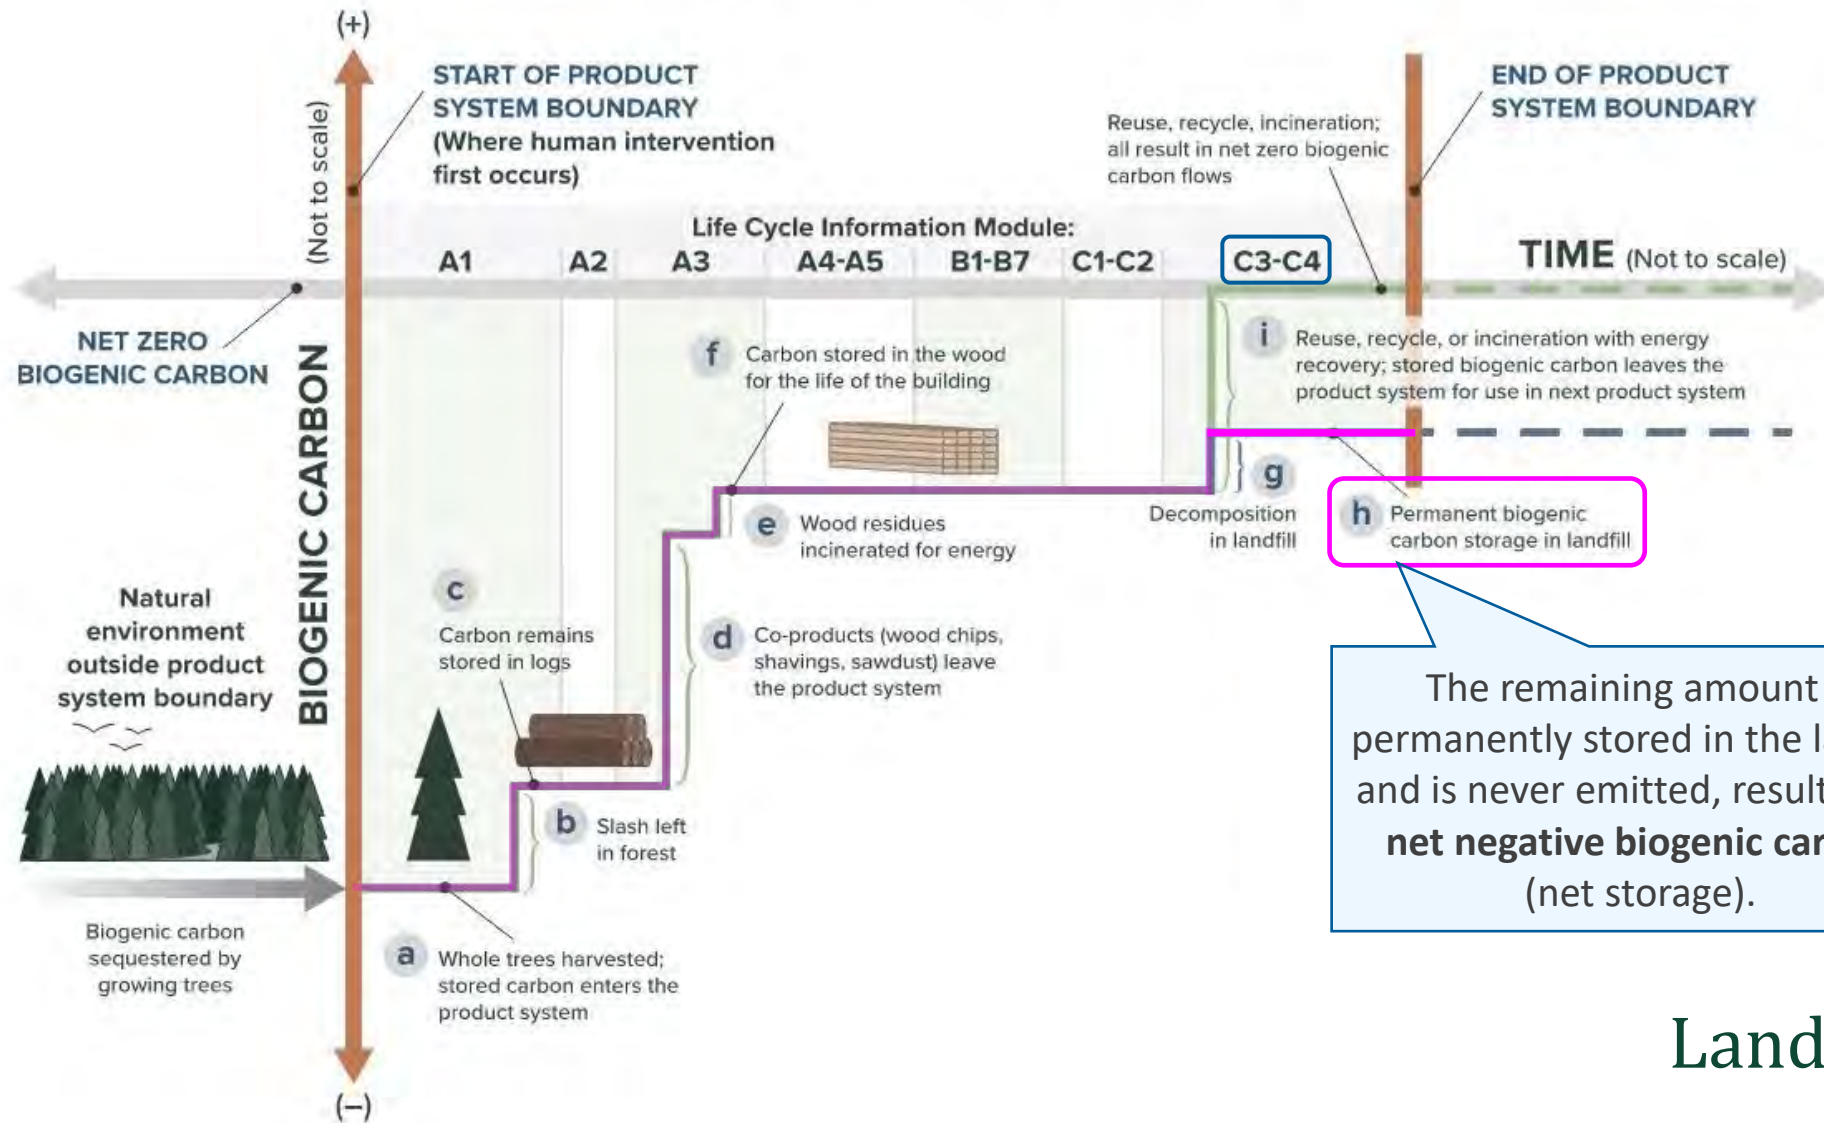 (+)
START OF PRODUCT
SYSTEM BOUNDARY
(Where human intervention
first occurs)
(Not to scale)
Reuse, recycle, incineration;
all result in net zero biogenic
carbon flows
END OF PRODUCT
SYSTEM BOUNDARY
Life Cycle Information Module:
A1 A2 A3 A4-A5 B1-B7 C1-C2 C3-C4
TIME (Not to scale)
NET ZERO
BIOGENIC CARBON
BIOGENIC CARBON
f Carbon stored in the wood
for the life of the building
i Reuse, recycle, or incineration with energy
recovery; stored biogenic carbon leaves the
product system for use in next product system
g
Decomposition
in landfill
h Permanent biogenic
carbon storage in landfill
e Wood residues
incinerated for energy
c
Carbon remains
stored in logs
d Co-products (wood chips,
shavings, sawdust) leave
the product system
Natural
environment
outside product
system boundary
b Slash left
in forest
Biogenic carbon
sequestered by
growing trees
a Whole trees harvested;
stored carbon enters the
product system
(−)
The remaining amount
permanently stored in the
and is never emitted,
net negative biogenic
(net storage).